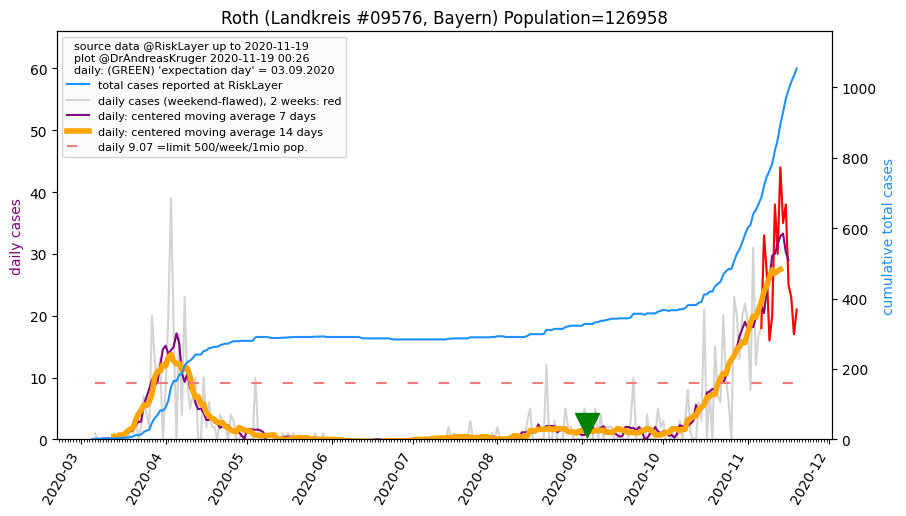 Roth (Landkreis #09576, Bayern) Population=126958
source data @RiskLayer up to 2020-11-19
plot @DrAndreasKruger 2020-11-19 00:26
daily: (GREEN) 'expectation day' = 03.09.2020
total cases reported at RiskLayer
daily cases (weekend-flawed), 2 weeks: red
daily: centered moving average 7 days
daily: centered moving average 14 days
daily 9.07 =limit 500/week/1mio pop.
daily cases
60
50
40
30
20
10
0
cumulative total cases
1000
800
600
400
200
0
2020-03
2020-04
2020-05
2020-06
2020-07
2020-08
2020-09
2020-10
2020-11
2020-12